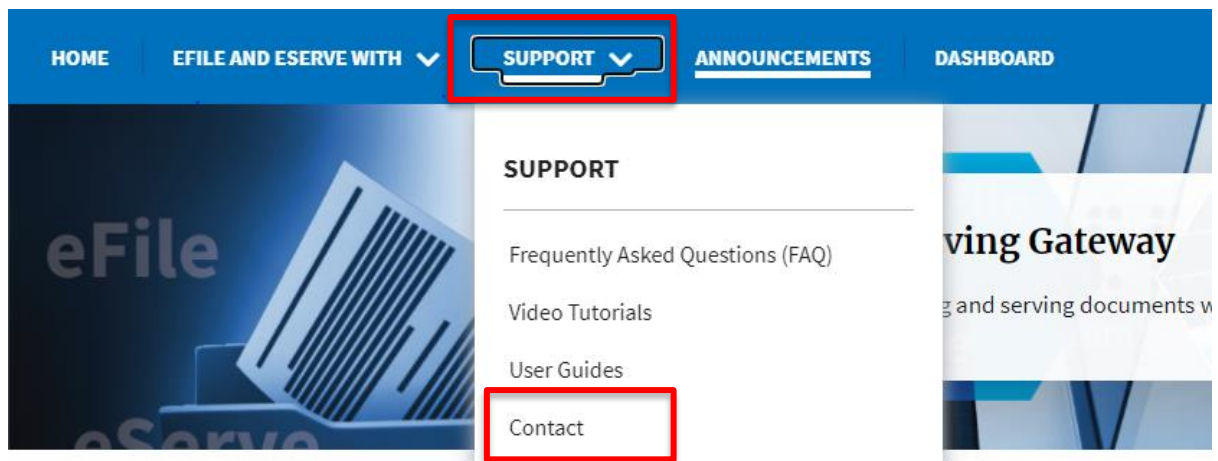 HOME EFILE AND ESERVE WITH SUPPORT ANNOUNCEMENTS DASHBOARD
SUPPORT
Frequently Asked Questions (FAQ)
Video Tutorials
User Guides
Contact
eFile
eServe
ving Gateway
and serving documents w